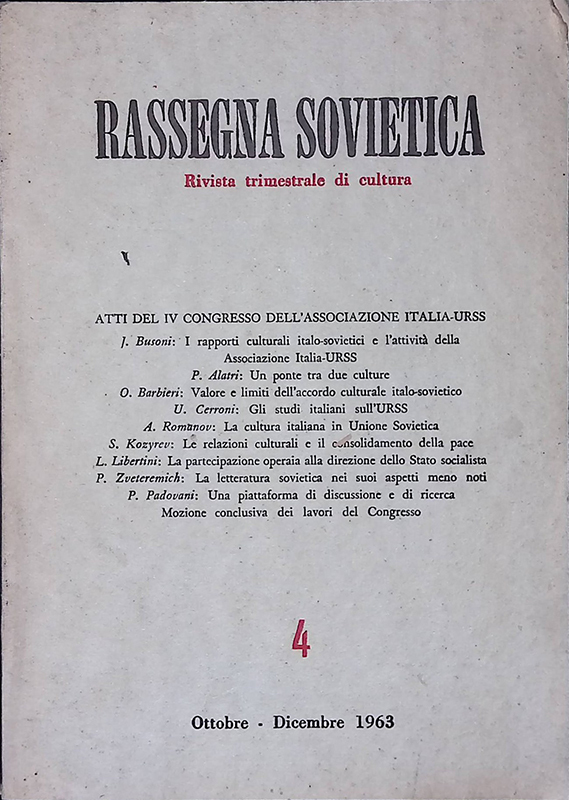 RASSEGNA SOVIETICA
Rivista trimestrale di cultura
ATTI DEL IV CONGRESSO DELL'ASSOCIAZIONE ITALIA-URSS
J. Busoni: I rapporti culturali italo-sovietici e l'attività della
Associazione Italia-URSS
P. Alatri: Un ponte tra due culture
O. Barbieri: Valore e limiti dell'accordo culturale italo-sovietico
U. Cerroni: Gli studi italiani sull'URSS
A. Romanov: La cultura italiana in Unione Sovietica
S. Kozyrev: Le relazioni culturali e il consolidamento della pace
L. Libertini: La partecipazione operaia alla direzione dello Stato socialista
P. Zveteremich: La letteratura sovietica nei suoi aspetti meno noti
P. Padovani: Una piattaforma di discussione e di ricerca
Mozione conclusiva dei lavori del Congresso
4
Ottobre - Dicembre 1963